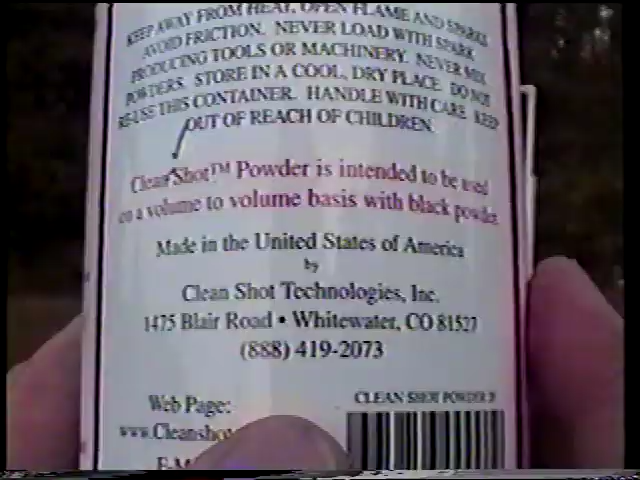 KEEP AWAY FROM HEAT, OPEN FLAME AND SPARKS
AVOID FRICTION. NEVER LOAD WITH SPARK
PRODUCING TOOLS OR MACHINERY. NEVER MIX
POWDERS. STORE IN A COOL, DRY PLACE. DO NOT
RE-USE THIS CONTAINER. HANDLE WITH CARE. KEEP
OUT OF REACH OF CHILDREN.
Clean Shot™ Powder is intended to be used
on a volume to volume basis with black powder.
Made in the United States of America
by
Clean Shot Technologies, Inc.
1475 Blair Road • Whitewater, CO 81527
(888) 419-2073
CLEAN SHOT POWDER
Web Page:
www.Cleansho
E-M